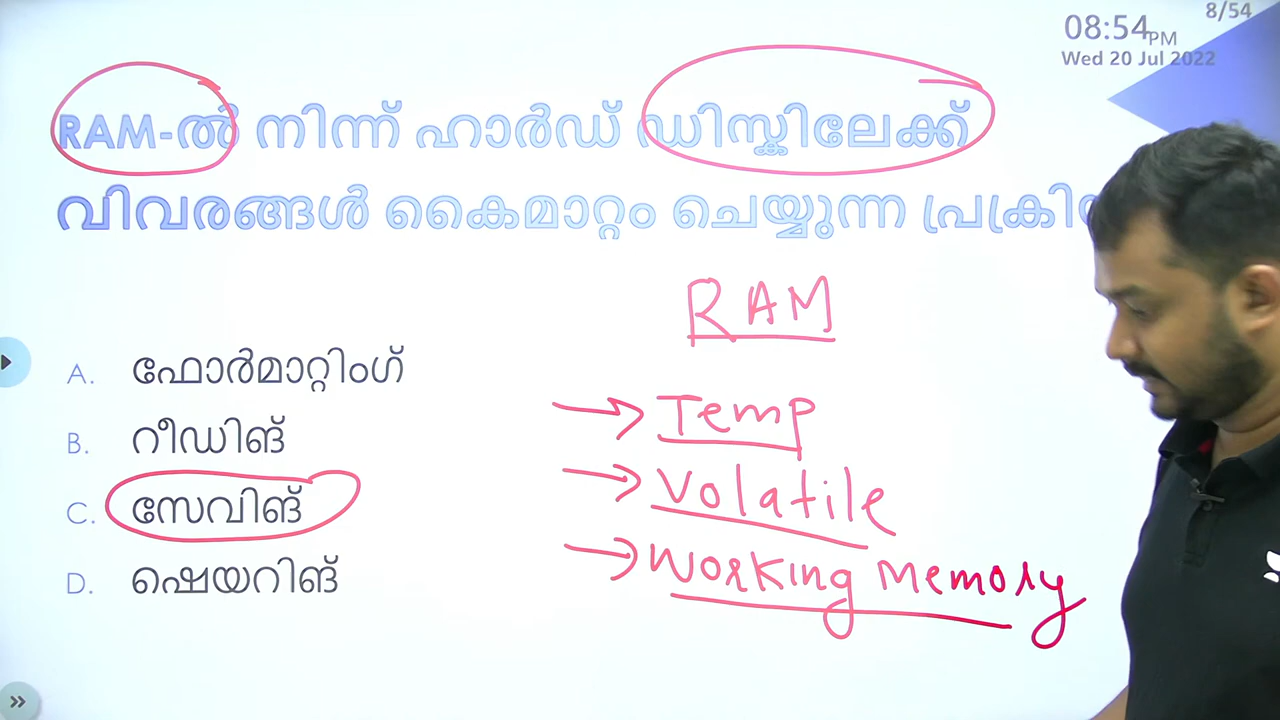 8/54
08:54PM
Wed 20 Jul 2022
RAM-ൽ നിന്ന് ഹാർഡ് ഡിസ്കിലേക്ക്
വിവരങ്ങൾ കൈമാറ്റം ചെയ്യുന്ന
RAM
A. ഫോർമാറ്റിംഗ്
B. റീഡിങ്
C. സേവിങ്
D. ഷെയറിങ്
Temp
Volatile
Working Memory